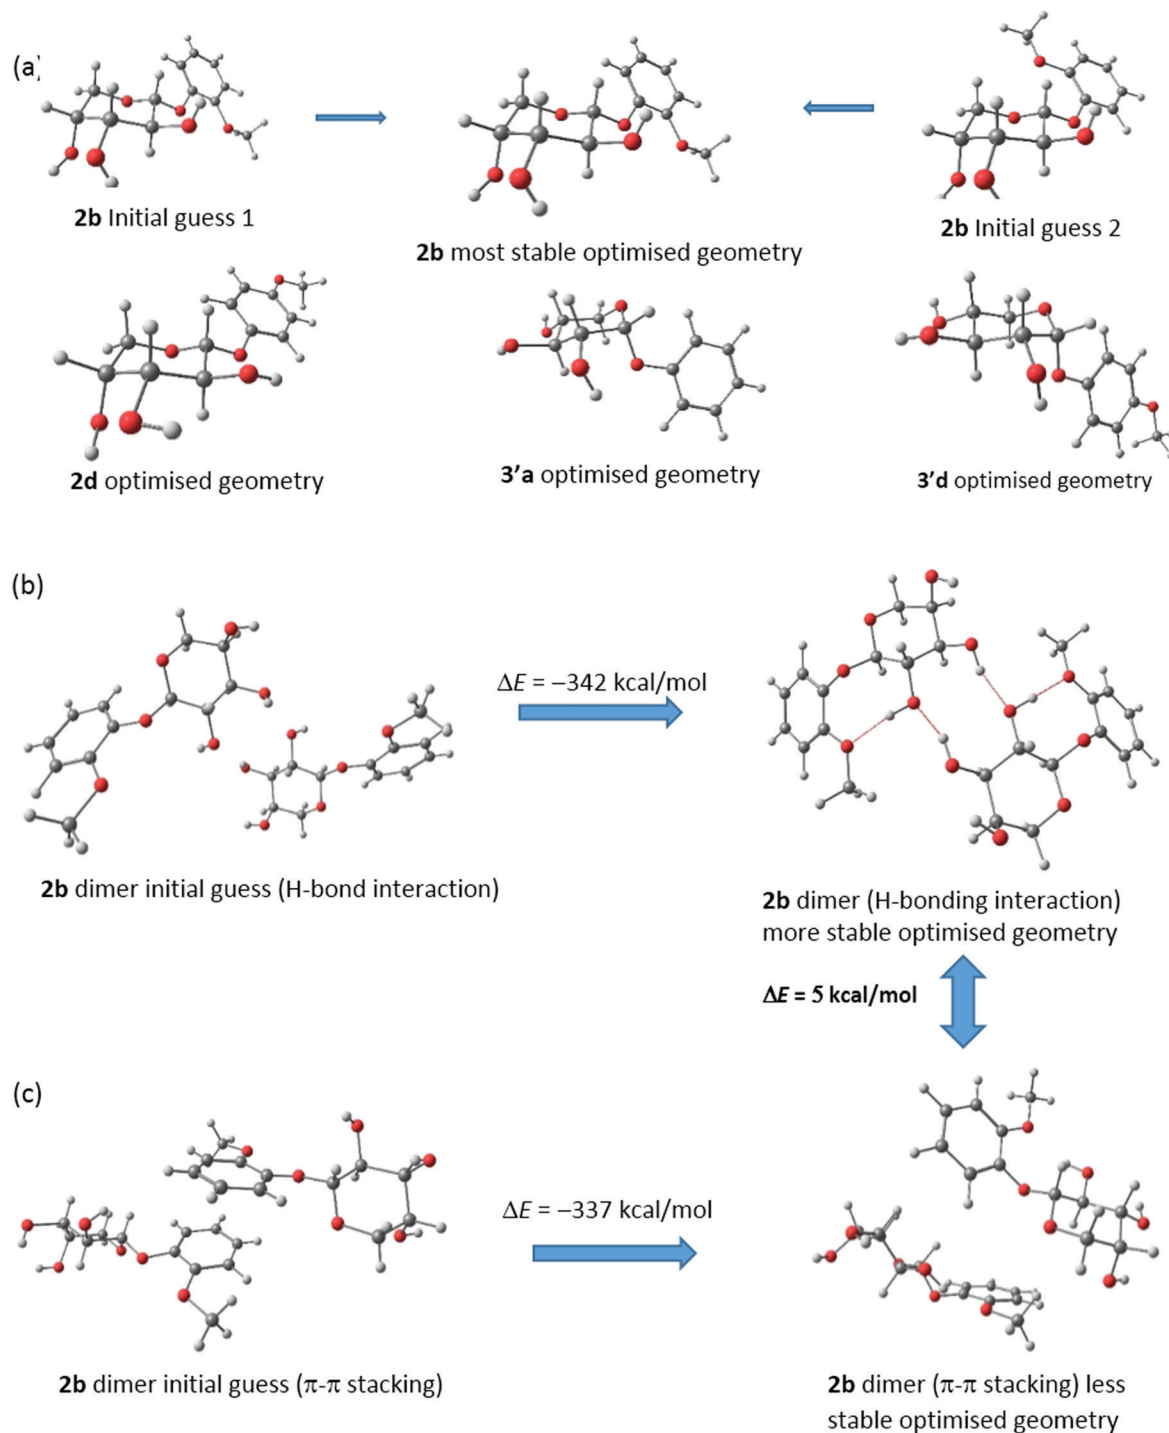 (a)
2b Initial guess 1
2b most stable optimised geometry
2b Initial guess 2
2d optimised geometry
3'a optimised geometry
3'd optimised geometry
(b)
ΔE = −342 kcal/mol
2b dimer initial guess (H-bond interaction)
2b dimer (H-bonding interaction)
more stable optimised geometry
ΔE = 5 kcal/mol
(c)
ΔE = −337 kcal/mol
2b dimer initial guess (π-π stacking)
2b dimer (π-π stacking) less
stable optimised geometry